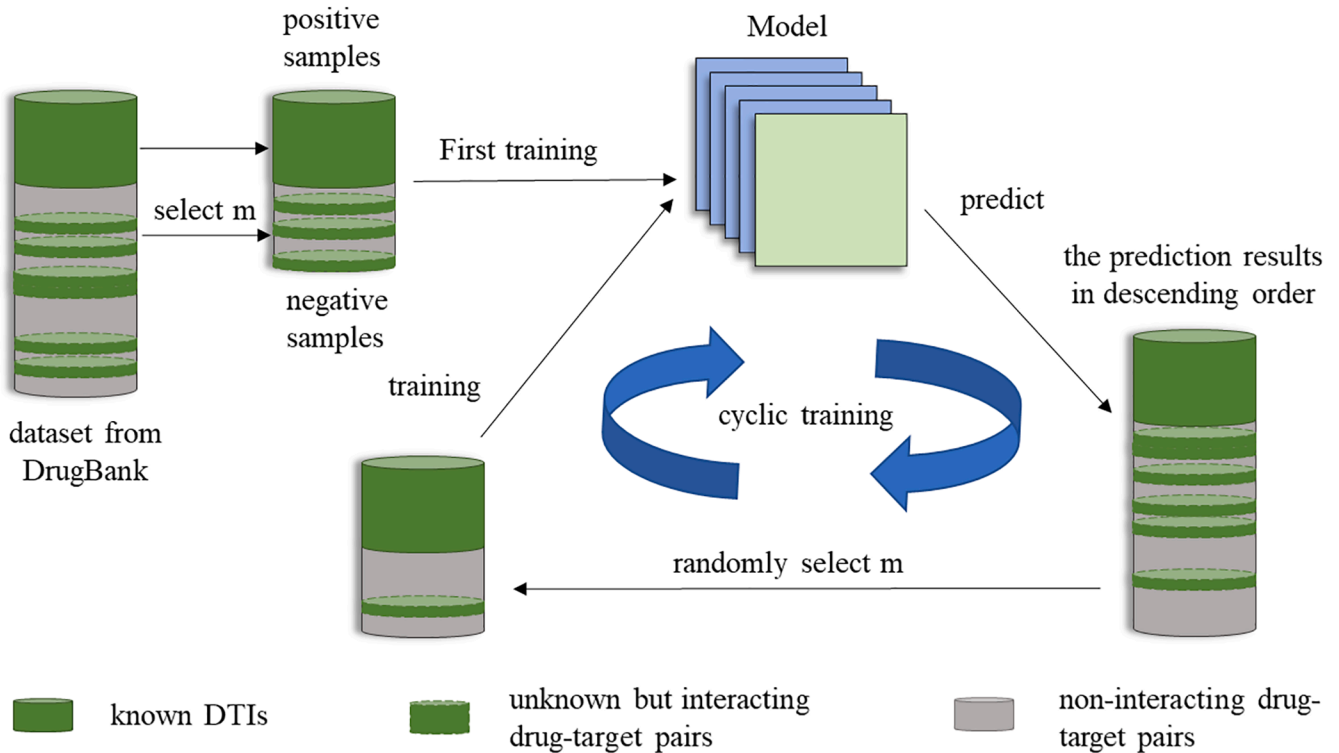 positive
samples
Model
First training
select m
predict
the prediction results
in descending order
negative
samples
training
cyclic training
dataset from
DrugBank
randomly select m
known DTIs
unknown but interacting
drug-target pairs
non-interacting drug-
target pairs